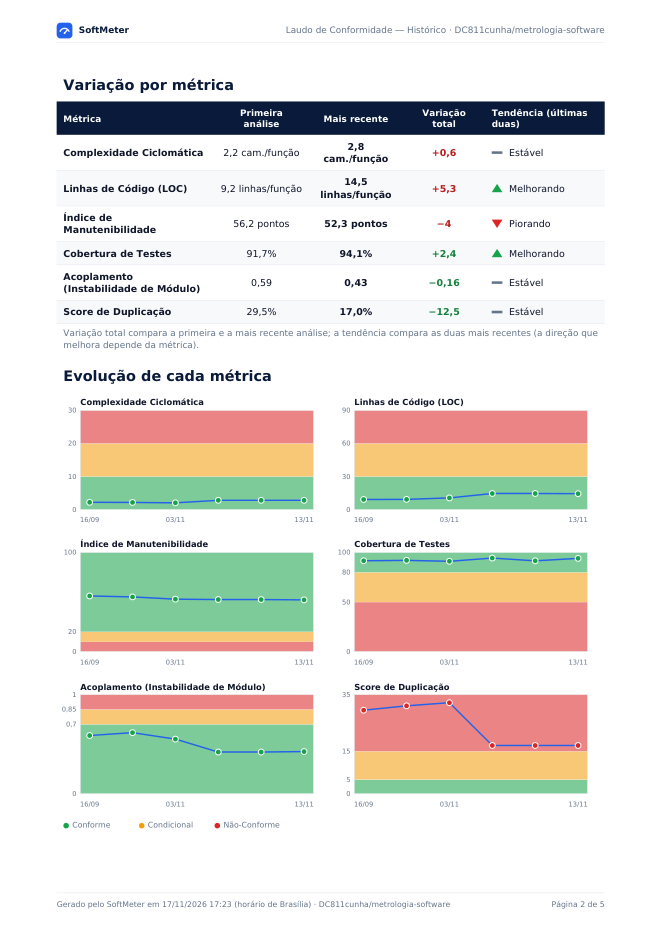 SoftMeter
Laudo de Conformidade — Histórico · DC811cunha/metrologia-software
Variação por métrica
Métrica
Primeira análise
Mais recente
Variação total
Tendência (últimas duas)
Complexidade Ciclomática
2,2 cam./função
2,8 cam./função
+0,6
Estável
Linhas de Código (LOC)
9,2 linhas/função
14,5 linhas/função
+5,3
Melhorando
Índice de Manutenibilidade
56,2 pontos
52,3 pontos
−4
Piorando
Cobertura de Testes
91,7%
94,1%
+2,4
Melhorando
Acoplamento (Instabilidade de Módulo)
0,59
0,43
−0,16
Estável
Score de Duplicação
29,5%
17,0%
−12,5
Estável
Variação total compara a primeira e a mais recente análise; a tendência compara as duas mais recentes (a direção que
melhora depende da métrica).
Evolução de cada métrica
Complexidade Ciclomática
30
20
10
0
16/09
03/11
13/11
Linhas de Código (LOC)
90
60
30
0
16/09
03/11
13/11
Índice de Manutenibilidade
100
20
0
16/09
03/11
13/11
Cobertura de Testes
100
80
50
0
16/09
03/11
13/11
Acoplamento (Instabilidade de Módulo)
1
0,85
0,7
0
16/09
03/11
13/11
Score de Duplicação
35
15
5
0
16/09
03/11
13/11
Conforme
Condicional
Não-Conforme
Gerado pelo SoftMeter em 17/11/2026 17:23 (horário de Brasília) · DC811cunha/metrologia-software
Página 2 de 5